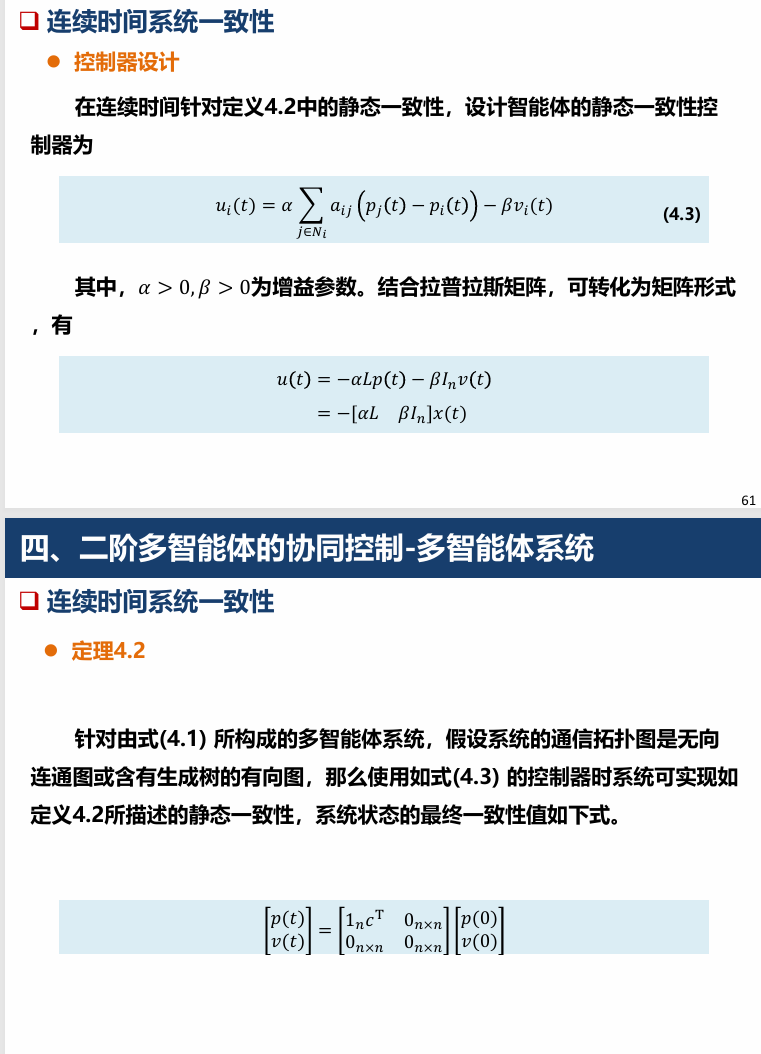 连续时间系统一致性
控制器设计
在连续时间针对定义4.2中的静态一致性，设计智能体的静态一致性控
制器为
u_i(t) = α ∑_{j∈N_i} a_{ij} (p_j(t) − p_i(t)) − βv_i(t) (4.3)
其中，α > 0, β > 0为增益参数。结合拉普拉斯矩阵，可转化为矩阵形式
，有
u(t) = −αLp(t) − βI_n v(t)
= −[αL βI_n]x(t)
61
四、二阶多智能体的协同控制-多智能体系统
连续时间系统一致性
定理4.2
针对由式(4.1) 所构成的多智能体系统，假设系统的通信拓扑图是无向
连通图或含有生成树的有向图，那么使用如式(4.3) 的控制器时系统可实现如
定义4.2所描述的静态一致性，系统状态的最终一致性值如下式。
[p(t); v(t)] = [1_n c^T 0_{n×n}; 0_{n×n} 0_{n×n}] [p(0); v(0)]